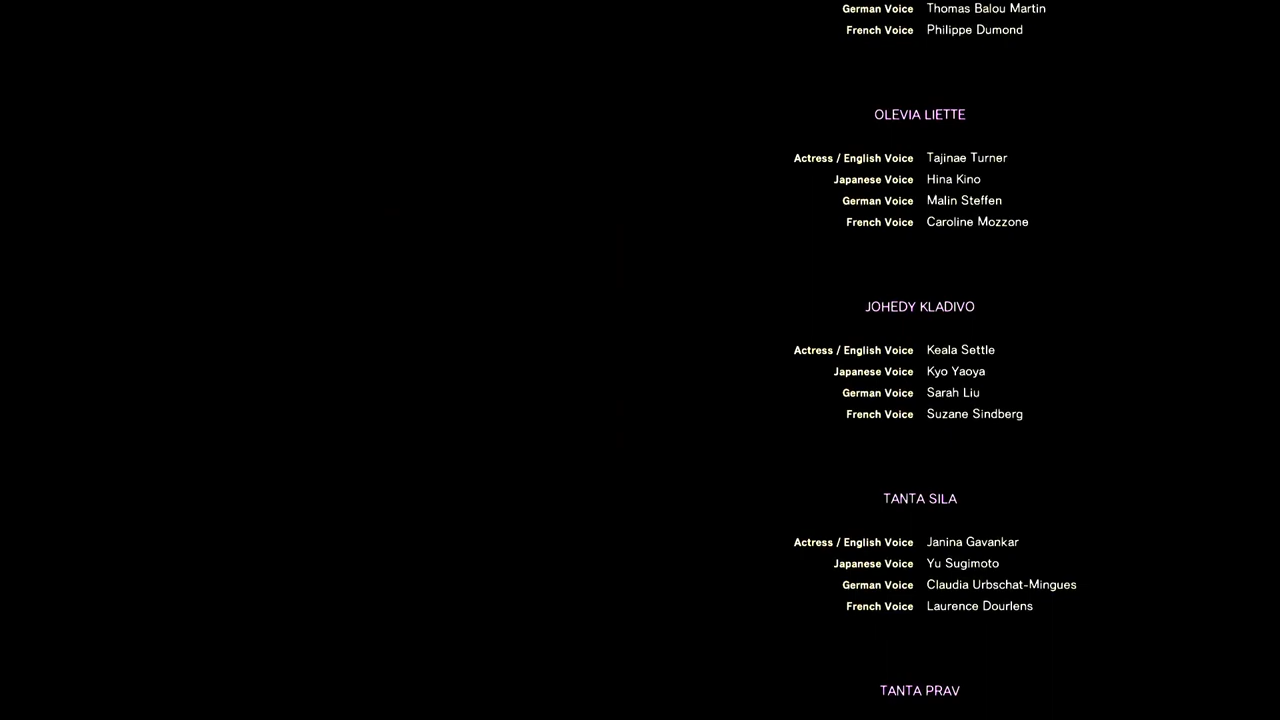 German Voice Thomas Balou Martin
French Voice Philippe Dumond
OLEVIA LIETTE
Actress / English Voice Tajinae Turner
Japanese Voice Hina Kino
German Voice Malin Steffen
French Voice Caroline Mozzone
JOHEDY KLADIVO
Actress / English Voice Keala Settle
Japanese Voice Kyo Yaoya
German Voice Sarah Liu
French Voice Suzane Sindberg
TANTA SILA
Actress / English Voice Janina Gavankar
Japanese Voice Yu Sugimoto
German Voice Claudia Urbschat-Mingues
French Voice Laurence Dourlens
TANTA PRAV